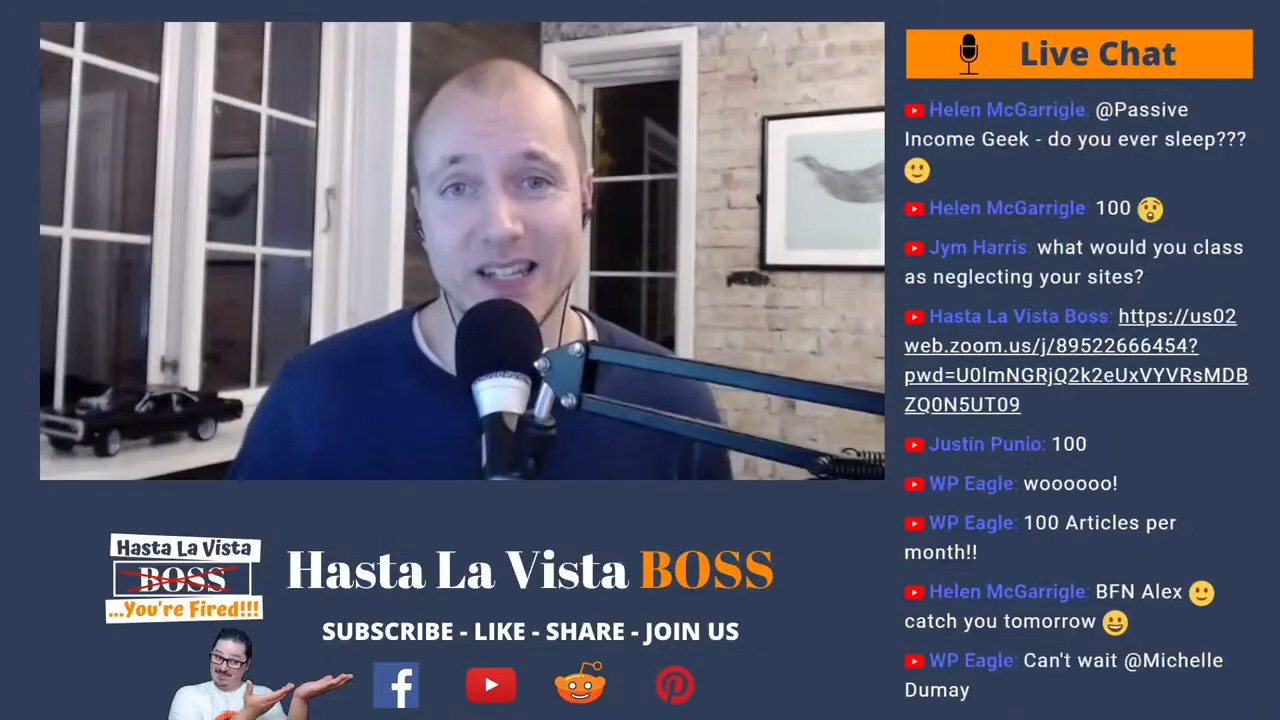 Live Chat
Helen McGarrigle: @Passive
Income Geek - do you ever sleep???
Helen McGarrigle: 100
Jym Harris: what would you class
as neglecting your sites?
Hasta La Vista Boss: https://us02
web.zoom.us/j/89522666454?
pwd=U0lmNGRjQ2k2eUxVYVRsMDB
ZQ0N5UT09
Justin Punio: 100
WP Eagle: woooooo!
WP Eagle: 100 Articles per
month!!
Helen McGarrigle: BFN Alex
catch you tomorrow
WP Eagle: Can't wait @Michelle
Dumay
Hasta La Vista
BOSS
...You're Fired!!!
Hasta La Vista BOSS
SUBSCRIBE - LIKE - SHARE - JOIN US